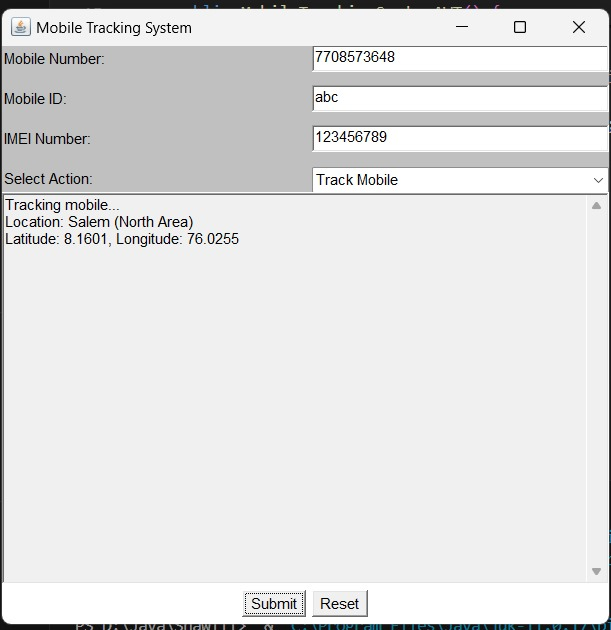 Mobile Tracking System
Mobile Number: 7708573648
Mobile ID: abc
IMEI Number: 123456789
Select Action: Track Mobile
Tracking mobile...
Location: Salem (North Area)
Latitude: 8.1601, Longitude: 76.0255
Submit Reset